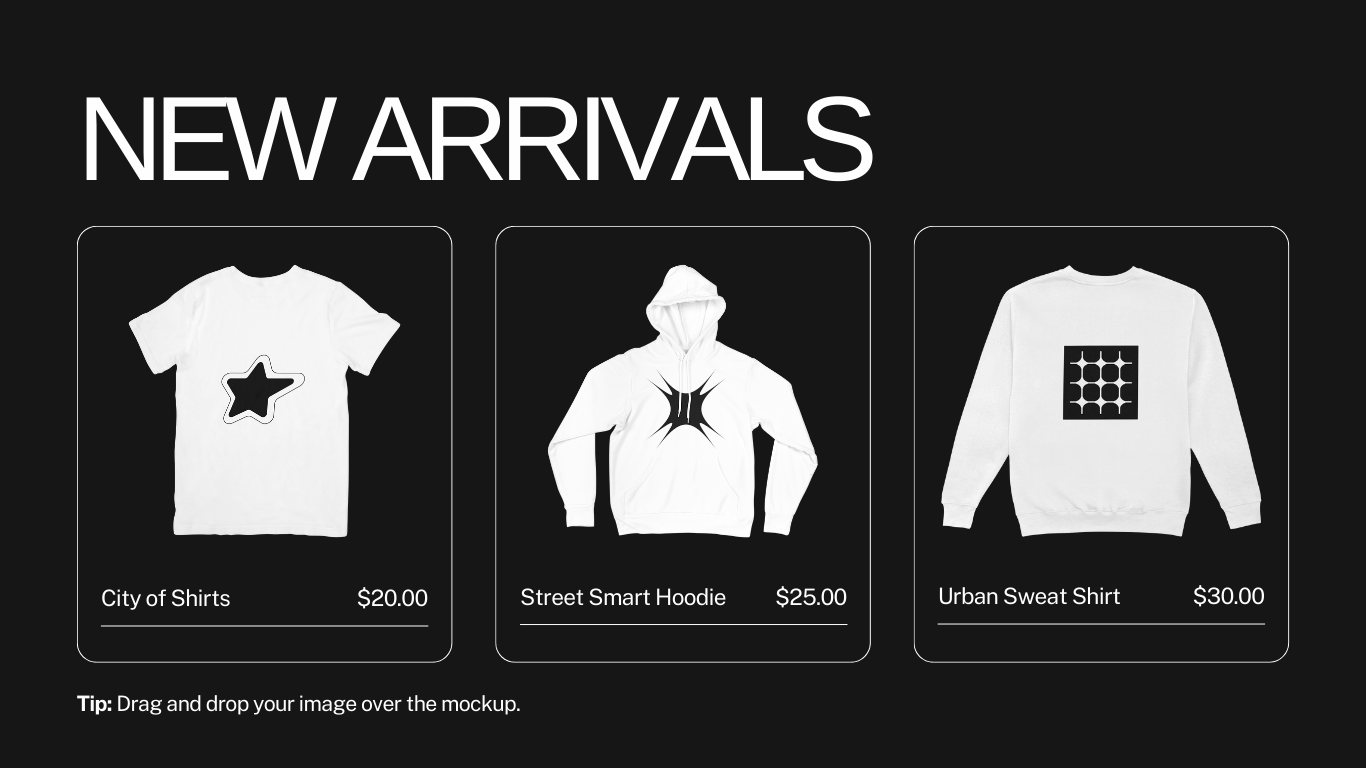 NEW ARRIVALS
City of Shirts $20.00
Street Smart Hoodie $25.00
Urban Sweat Shirt $30.00
Tip: Drag and drop your image over the mockup.